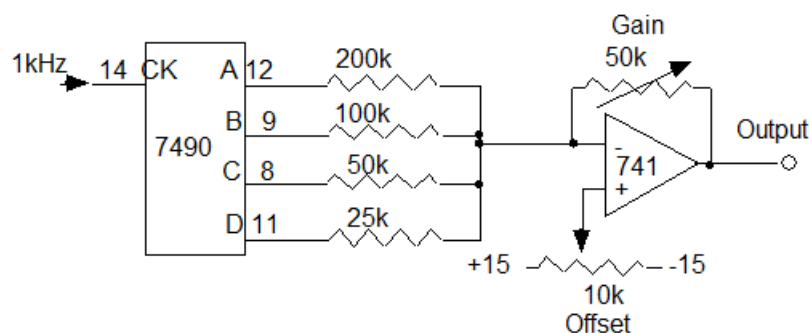 Gain
50k
1kHz
14 CK A 12 200k
B 9 100k
7490
C 8 50k
D 11 25k
-
741
+
Output
+15 -15
10k
Offset